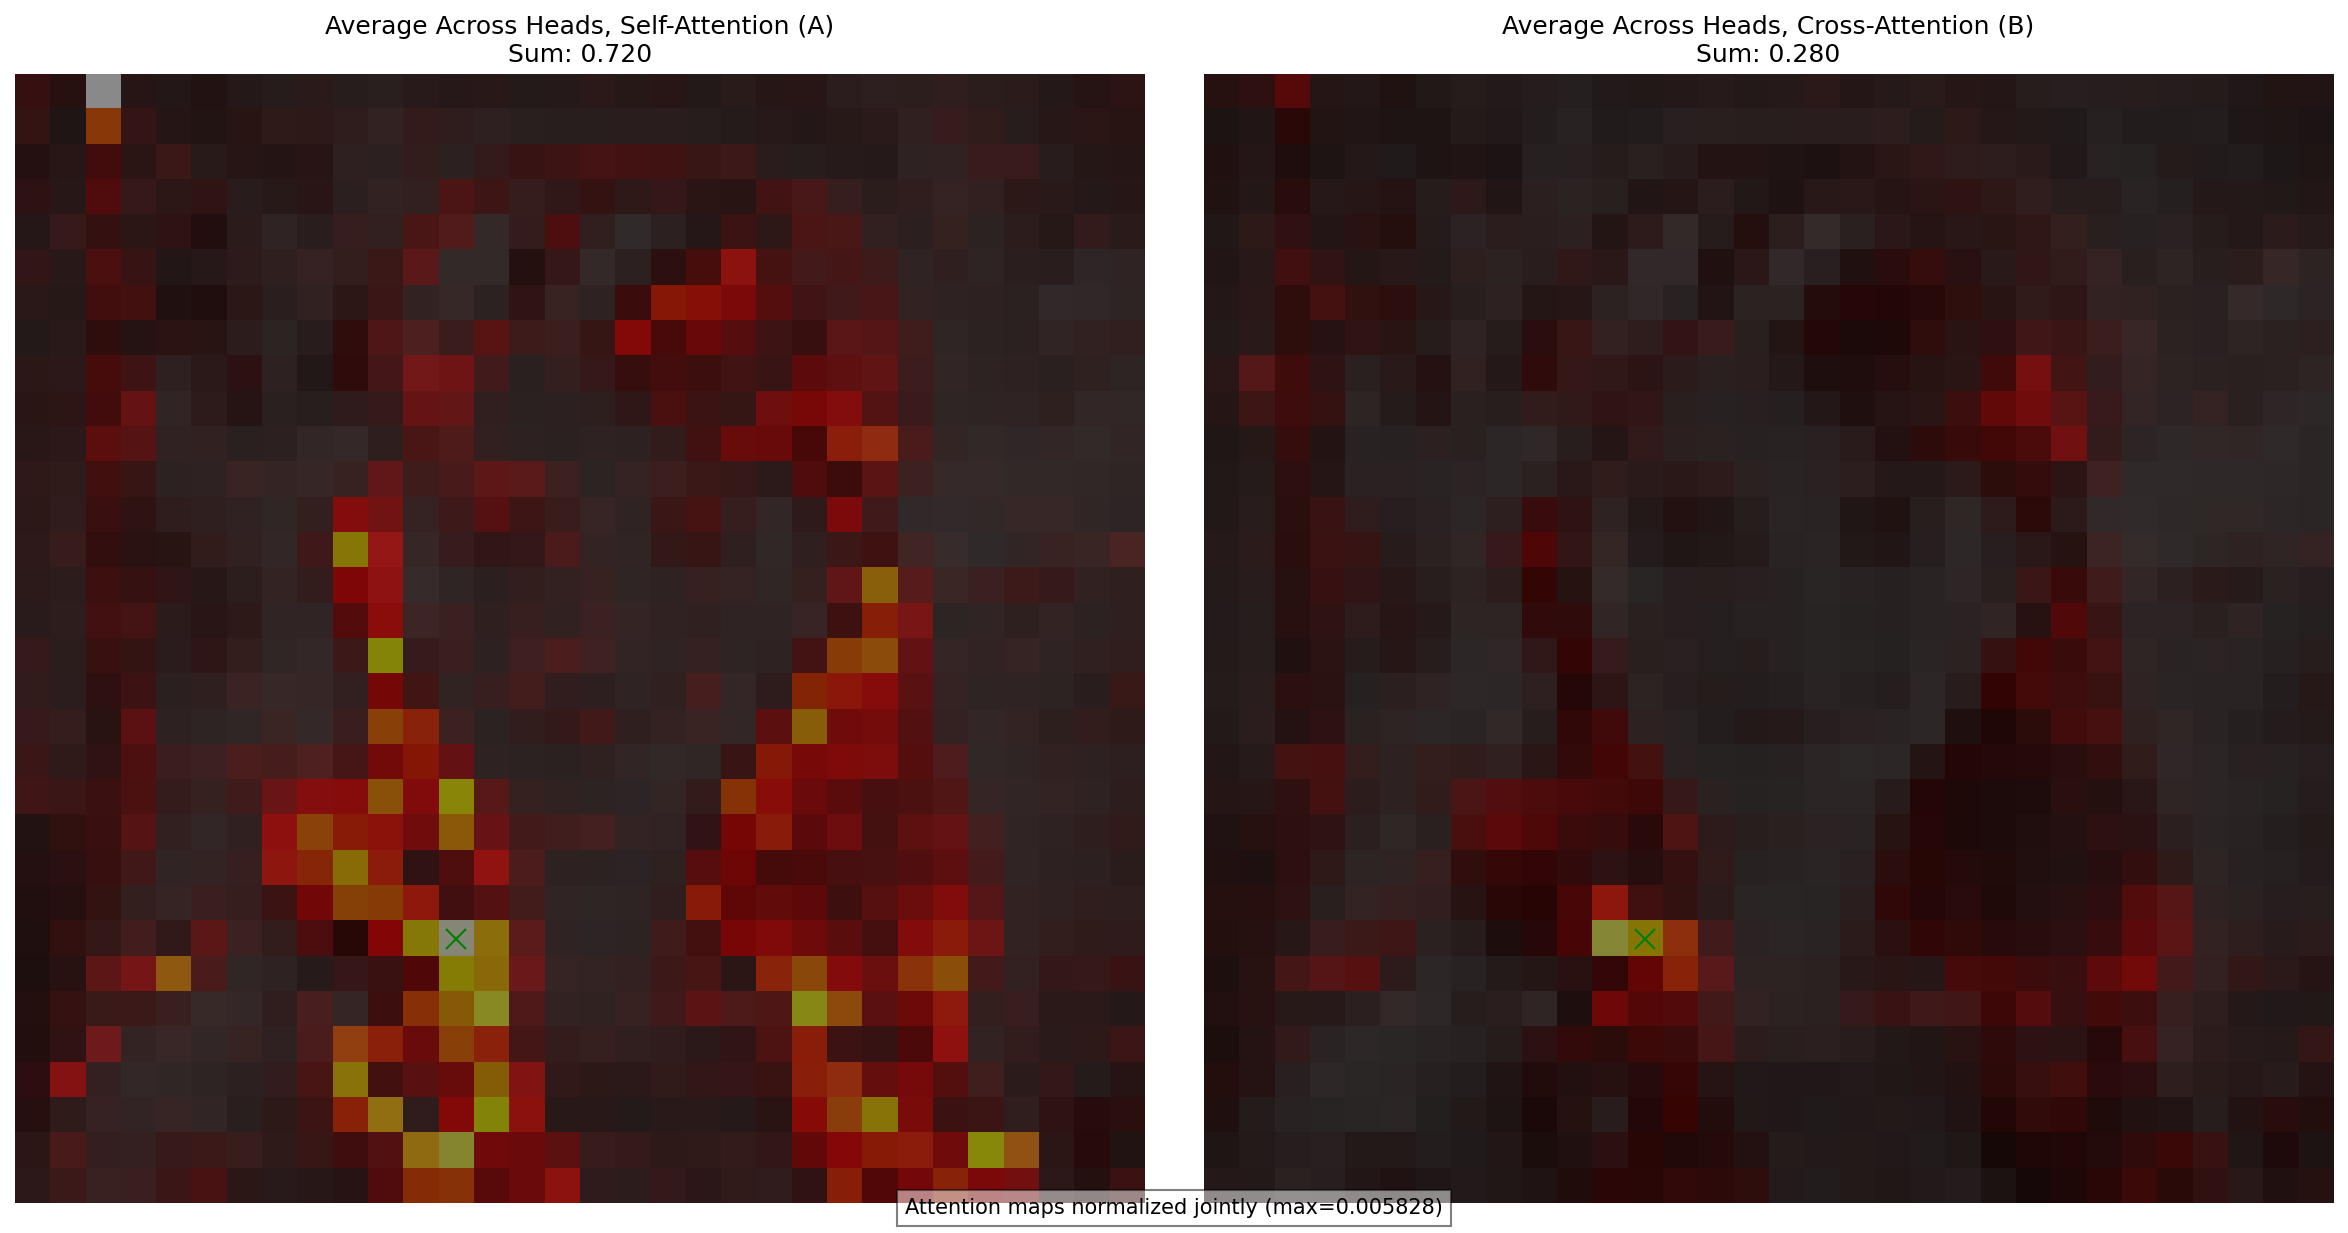 Average Across Heads, Self-Attention (A)
Sum: 0.720
Average Across Heads, Cross-Attention (B)
Sum: 0.280
Attention maps normalized jointly (max=0.005828)